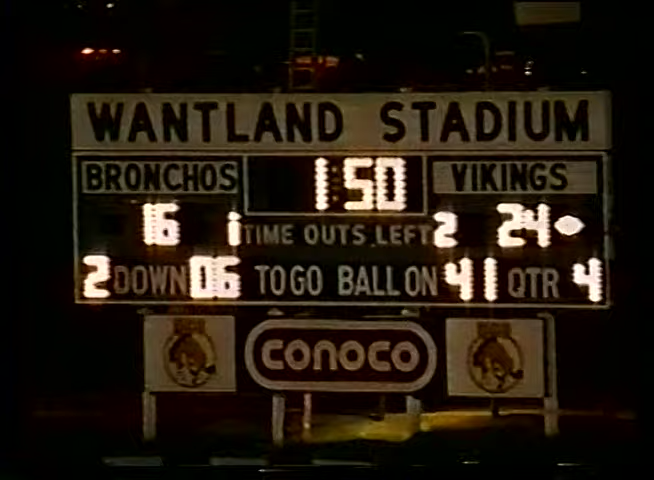 WANTLAND STADIUM
BRONCHOS 1:50 VIKINGS
16 1 TIME OUTS LEFT 2 24
2 DOWN 06 TO GO BALL ON 41 QTR 4
CONOCO